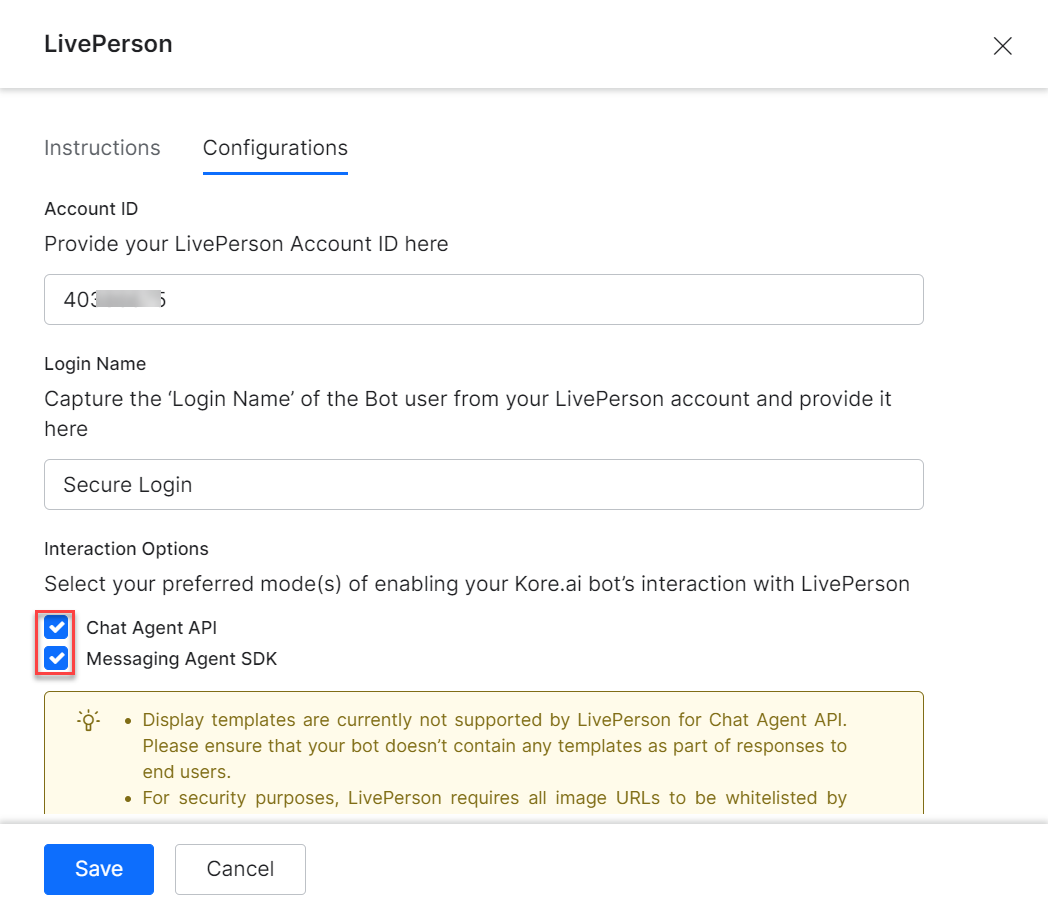 LivePerson
Instructions Configurations
Account ID
Provide your LivePerson Account ID here
Login Name
Capture the ‘Login Name’ of the Bot user from your LivePerson account and provide it
here
Secure Login
Interaction Options
Select your preferred mode(s) of enabling your Kore.ai bot’s interaction with LivePerson
Chat Agent API
Messaging Agent SDK
• Display templates are currently not supported by LivePerson for Chat Agent API.
Please ensure that your bot doesn’t contain any templates as part of responses to
end users.
• For security purposes, LivePerson requires all image URLs to be whitelisted by
Save Cancel